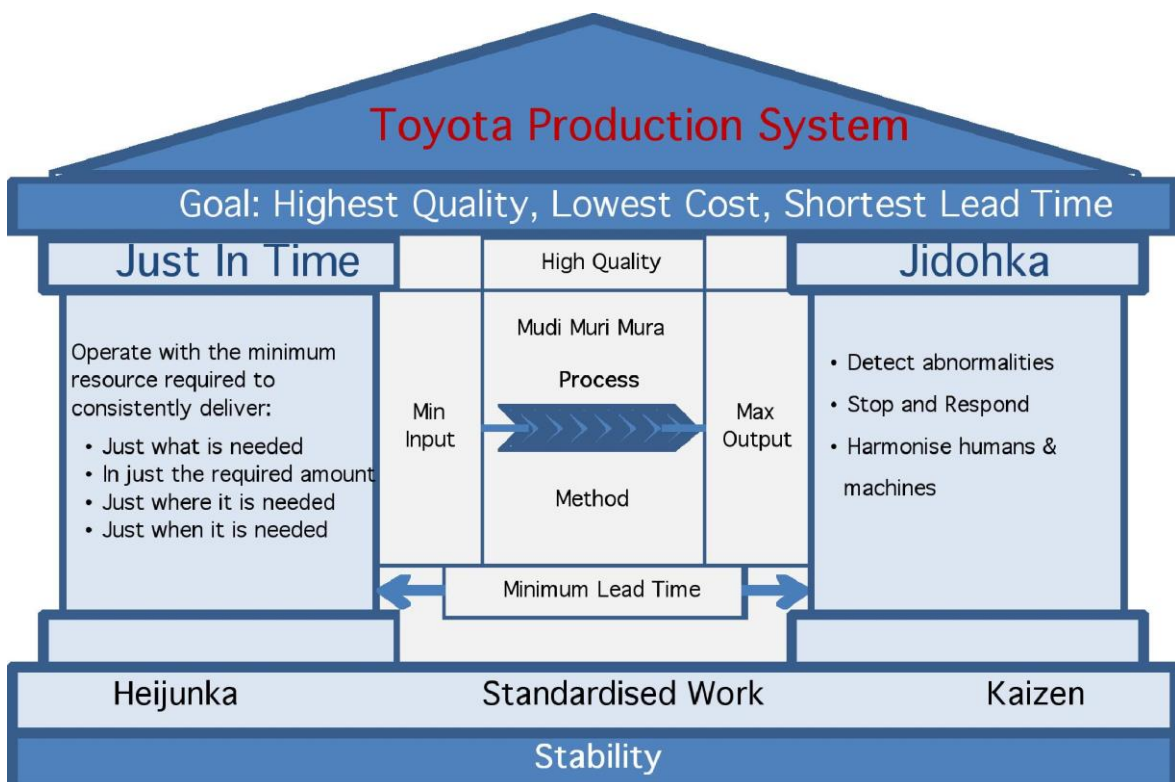 Toyota Production System
Goal: Highest Quality, Lowest Cost, Shortest Lead Time
Just In Time
Operate with the minimum
resource required to
consistently deliver:
• Just what is needed
• In just the required amount
• Just where it is needed
• Just when it is needed
High Quality
Mudi Muri Mura
Process
Min
Input
Max
Output
Method
Minimum Lead Time
Jidohka
• Detect abnormalities
• Stop and Respond
• Harmonise humans &
machines
Heijunka
Standardised Work
Kaizen
Stability